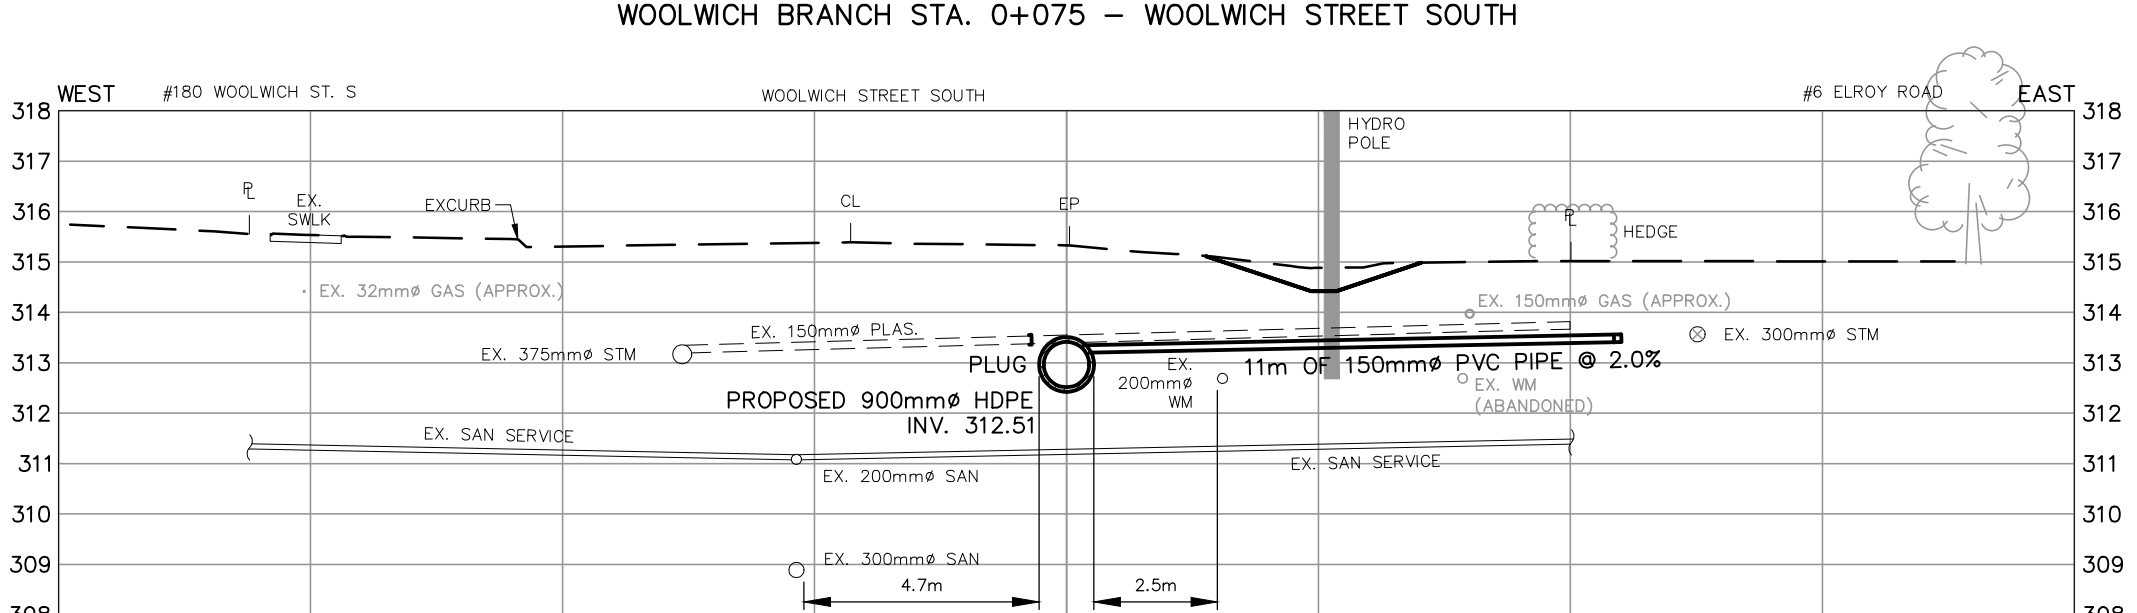 WOOLWICH BRANCH STA. 0+075 - WOOLWICH STREET SOUTH
WEST
#180 WOOLWICH ST. S
WOOLWICH STREET SOUTH
#6 ELROY ROAD
EAST
318
318
HYDRO
POLE
317
317
PL
EX.
SWLK
EXCURB
CL
EP
PL
316
316
HEDGE
315
315
EX. 32mmø GAS (APPROX.)
EX. 150mmø GAS (APPROX.)
314
314
EX. 150mmø PLAS.
EX. 375mmø STM
EX. 300mmø STM
313
PLUG
EX.
200mmø
WM
11m OF 150mmø PVC PIPE @ 2.0%
313
EX. WM
(ABANDONED)
PROPOSED 900mmø HDPE
INV. 312.51
312
312
EX. SAN SERVICE
311
EX. SAN SERVICE
311
EX. 200mmø SAN
310
310
EX. 300mmø SAN
309
309
4.7m
2.5m
308
308